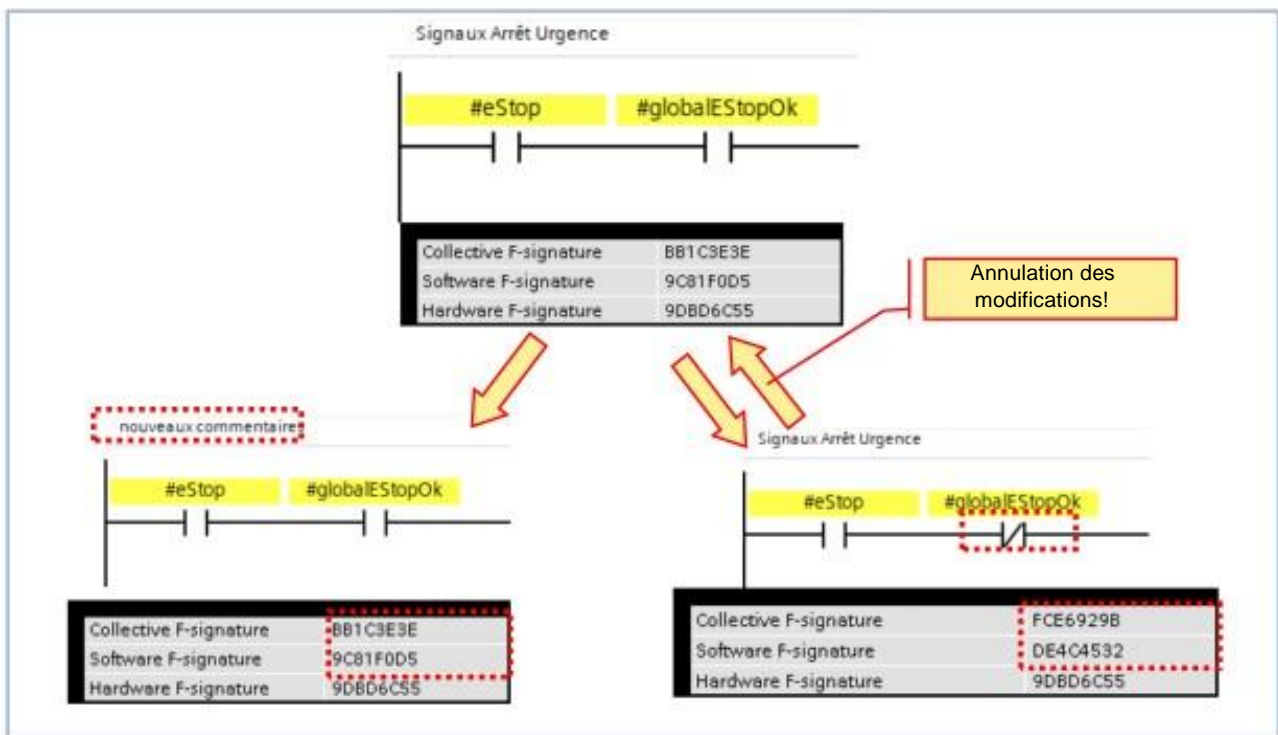 Signaux Arrêt Urgence
#eStop #globalEStopOk
Collective F-signature BB1C3E3E
Software F-signature 9C81F0D5
Hardware F-signature 9DBD6C55
Annulation des
modifications!
nouveaux commentaires
#eStop #globalEStopOk
Collective F-signature BB1C3E3E
Software F-signature 9C81F0D5
Hardware F-signature 9DBD6C55
Signaux Arrêt Urgence
#eStop #globalEStopOk
Collective F-signature FCE6929B
Software F-signature DE4C4532
Hardware F-signature 9DBD6C55